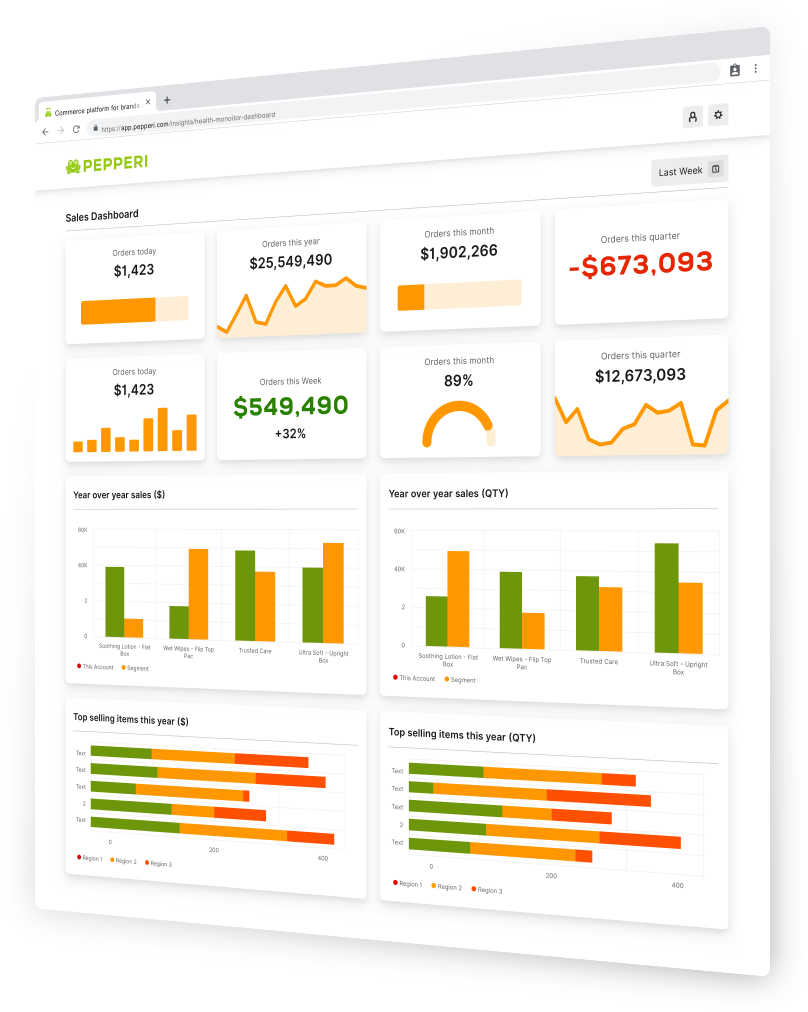 Commerce platform for brands
https://app.pepperi.com/insights/health-monoitor-dashboard
PEPPERI
Last Week
Sales Dashboard
Orders today
$1,423
Orders this year
$25,549,490
Orders this month
$1,902,266
Orders this quarter
-$673,093
Orders today
$1,423
Orders this Week
$549,490
+32%
Orders this month
89%
Orders this quarter
$12,673,093
Year over year sales ($)
60K
40K
2
0
Soothing Lotion - Flat
Box
Wet Wipes - Flip Top
Pac
Trusted Care
Ultra Soft - Upright
Box
This Account
Segment
Year over year sales (QTY)
60K
40K
2
0
Soothing Lotion - Flat
Box
Wet Wipes - Flip Top
Pac
Trusted Care
Ultra Soft - Upright
Box
This Account
Segment
Top selling items this year ($)
Text
Text
Text
2
Text
0
200
400
Region 1
Region 2
Region 3
Top selling items this year (QTY)
Text
Text
Text
2
Text
0
200
400
Region 1
Region 2
Region 3